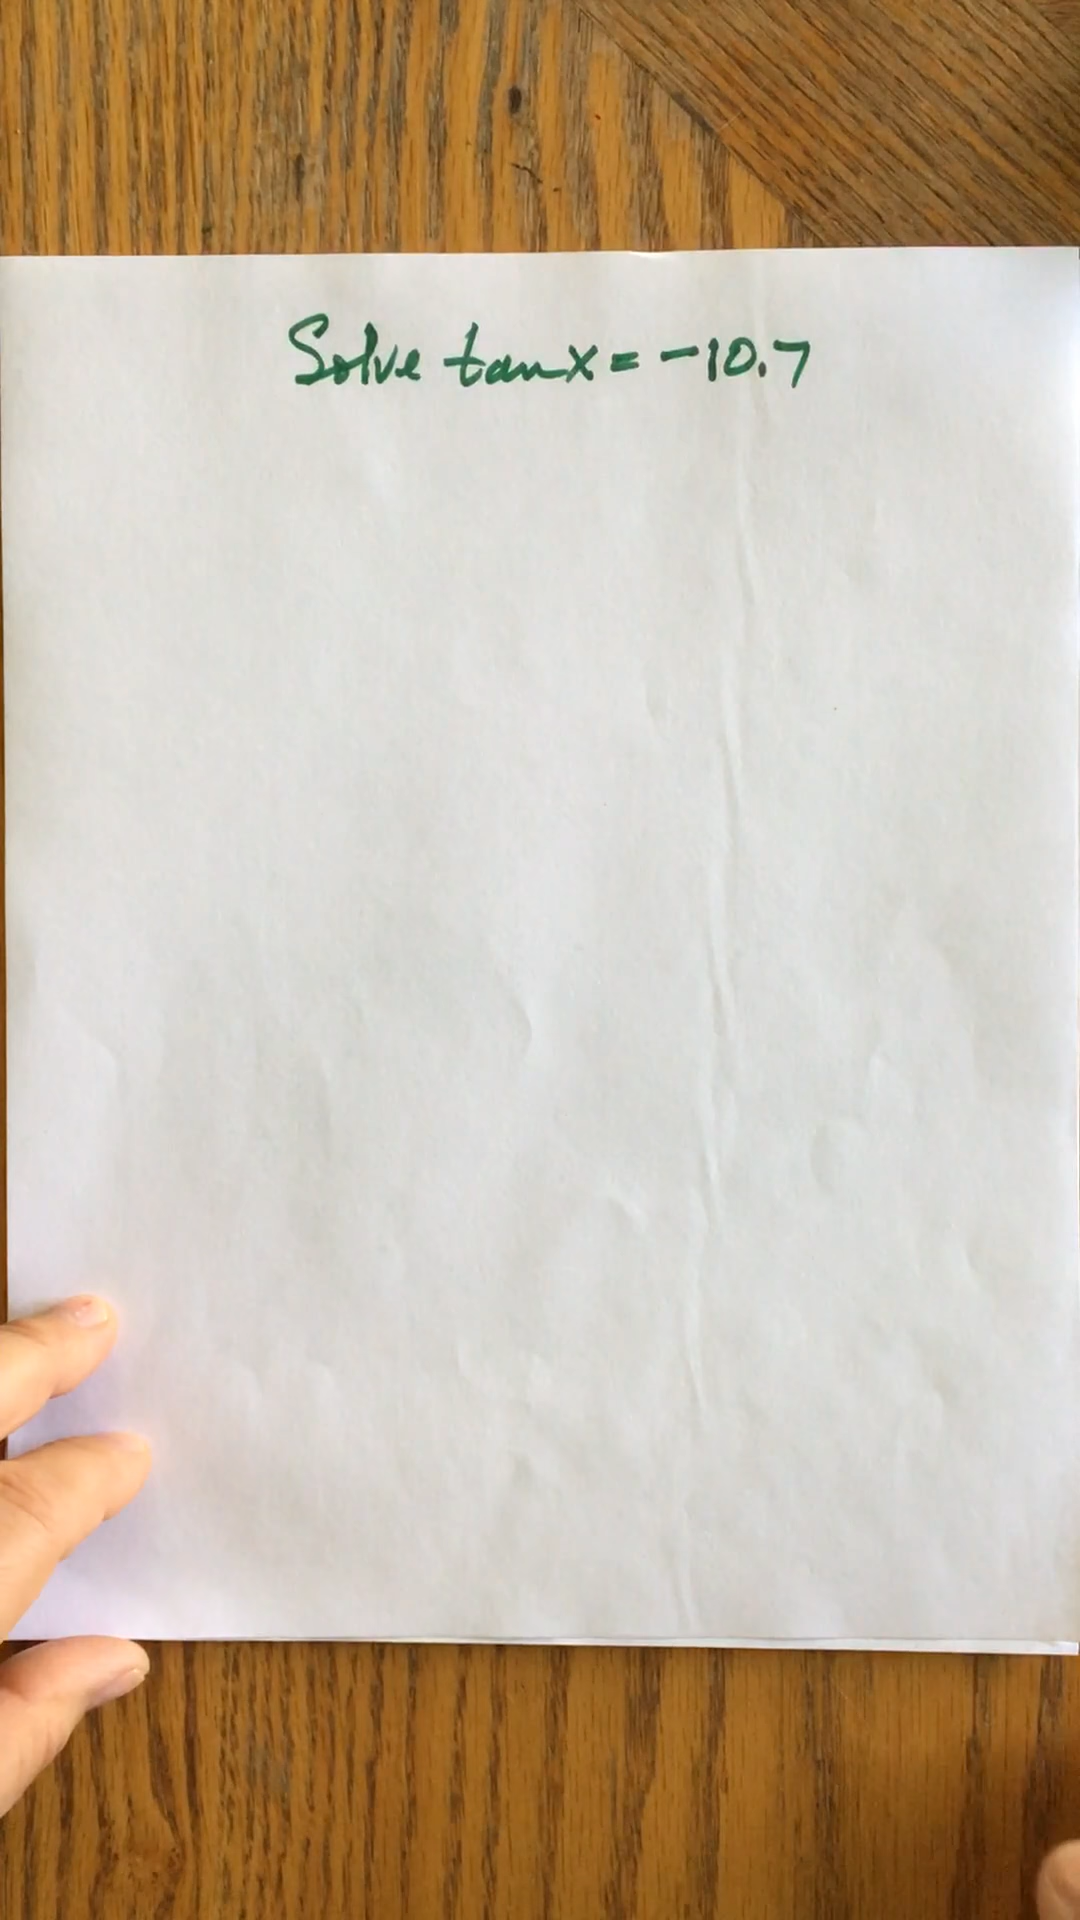 Solve tan x = -10.7